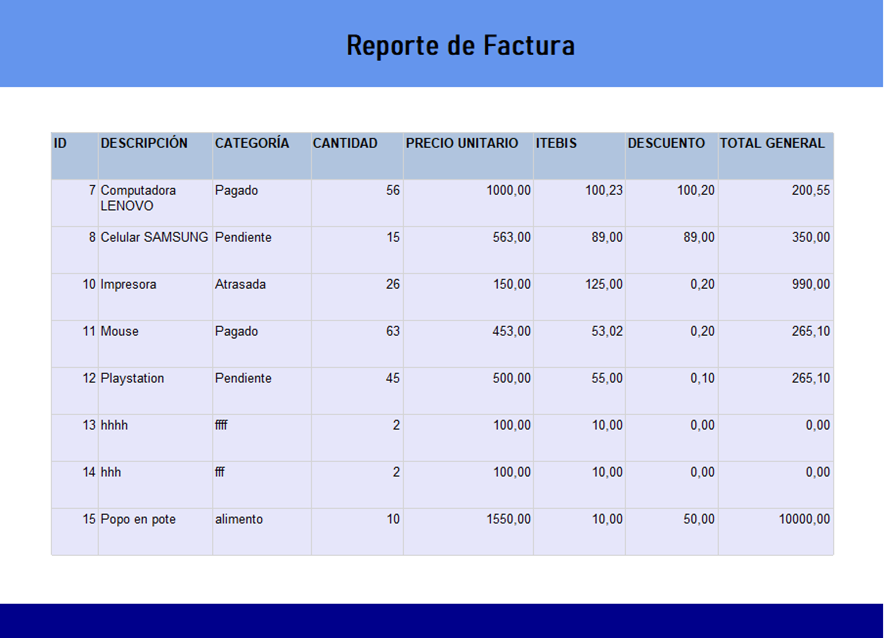 Reporte de Factura
ID DESCRIPCIÓN CATEGORÍA CANTIDAD PRECIO UNITARIO ITEBIS DESCUENTO TOTAL GENERAL
7 Computadora Pagado 56 1000,00 100,23 100,20 200,55
LENOVO
8 Celular SAMSUNG Pendiente 15 563,00 89,00 89,00 350,00
10 Impresora Atrasada 26 150,00 125,00 0,20 990,00
11 Mouse Pagado 63 453,00 53,02 0,20 265,10
12 Playstation Pendiente 45 500,00 55,00 0,10 265,10
13 hhhh ffff 2 100,00 10,00 0,00 0,00
14 hhh fff 2 100,00 10,00 0,00 0,00
15 Popo en pote alimento 10 1550,00 10,00 50,00 10000,00